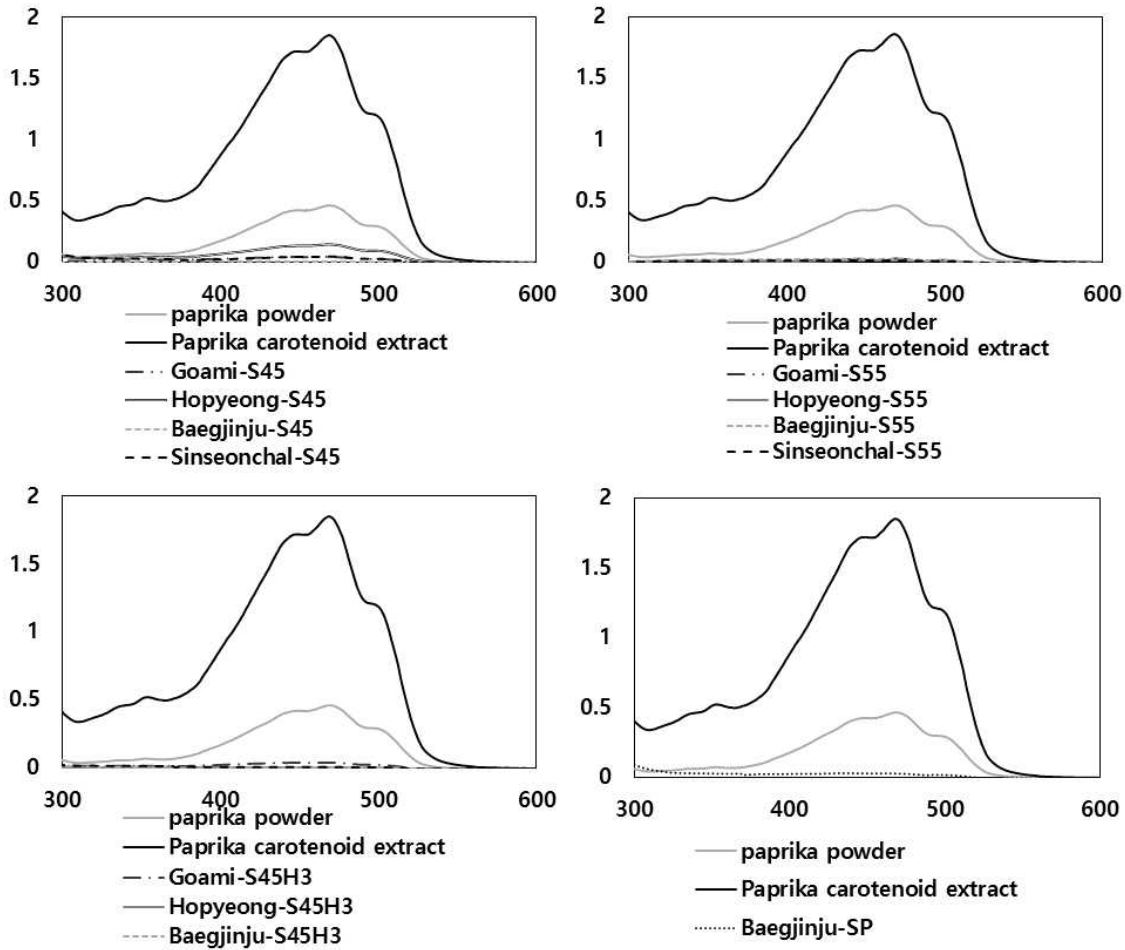 2
1.5
1
0.5
0
300 400 500 600
paprika powder
Paprika carotenoid extract
Goami-S45
Hopyeong-S45
Baegjinju-S45
Sinseonchal-S45
2
1.5
1
0.5
0
300 400 500 600
paprika powder
Paprika carotenoid extract
Goami-S55
Hopyeong-S55
Baegjinju-S55
Sinseonchal-S55
2
1.5
1
0.5
0
300 400 500 600
paprika powder
Paprika carotenoid extract
Goami-S45H3
Hopyeong-S45H3
Baegjinju-S45H3
2
1.5
1
0.5
0
300 400 500 600
paprika powder
Paprika carotenoid extract
Baegjinju-SP